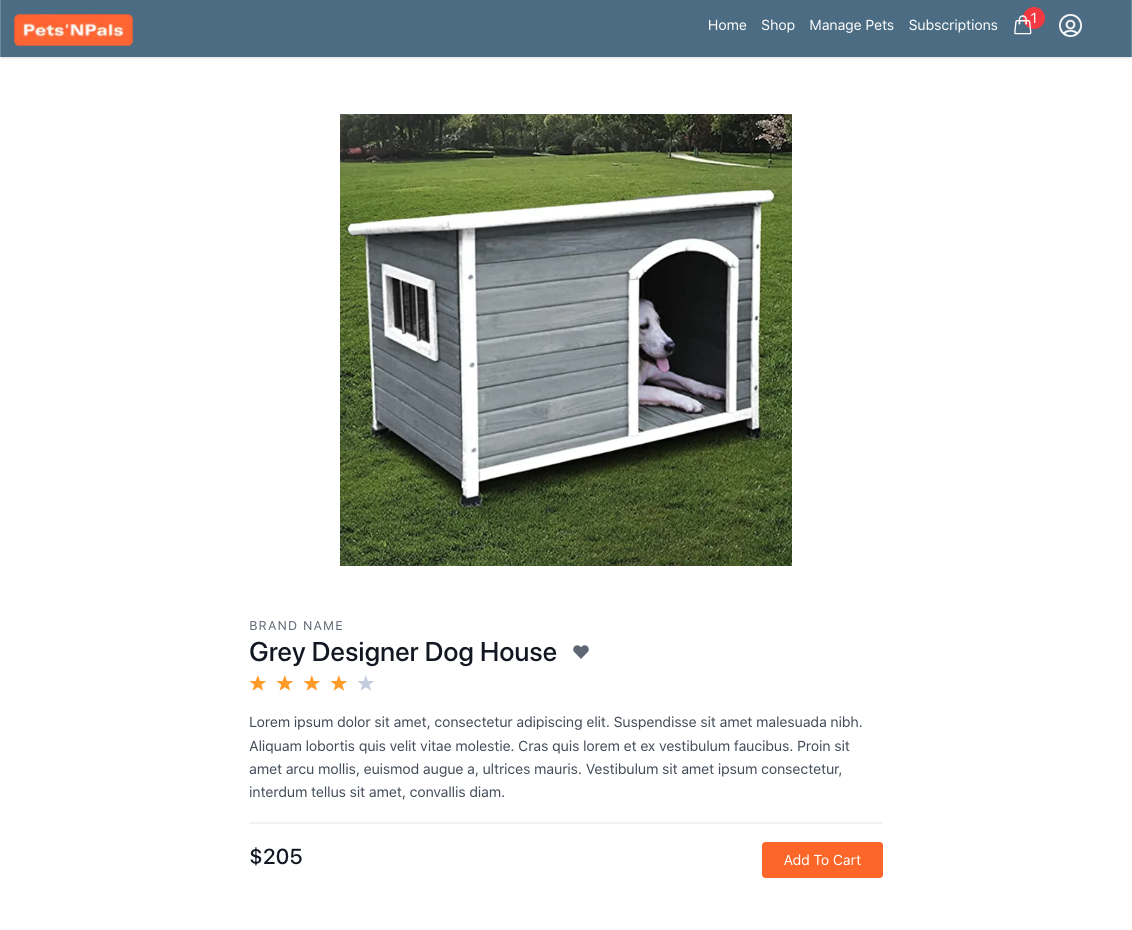 Pets'NPals
Home Shop Manage Pets Subscriptions 1
BRAND NAME
Grey Designer Dog House
Lorem ipsum dolor sit amet, consectetur adipiscing elit. Suspendisse sit amet malesuada nibh.
Aliquam lobortis quis velit vitae molestie. Cras quis lorem et ex vestibulum faucibus. Proin sit
amet arcu mollis, euismod augue a, ultrices mauris. Vestibulum sit amet ipsum consectetur,
interdum tellus sit amet, convallis diam.
$205
Add To Cart